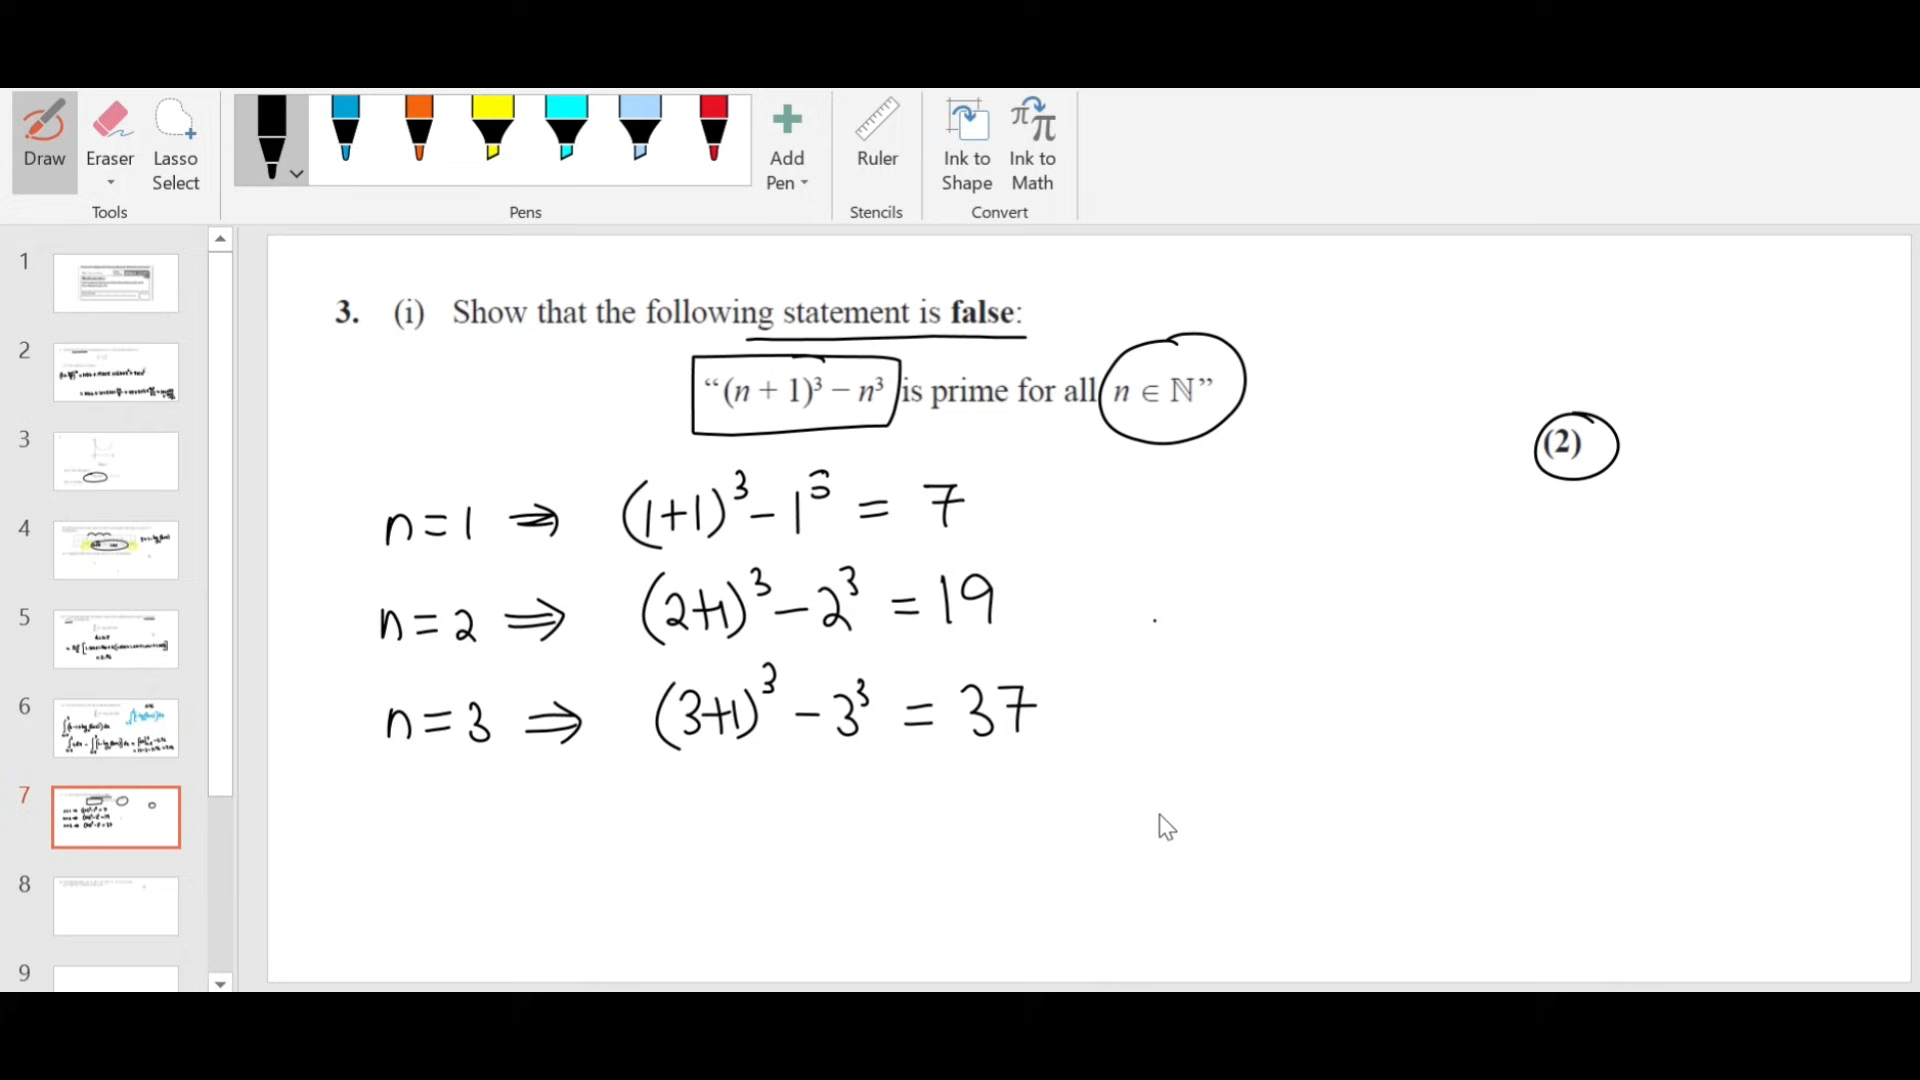 Draw
Eraser
Lasso Select
Add Pen
Ruler
Ink to Shape
Ink to Math
Tools
Pens
Stencils
Convert
1
2
3
4
5
6
7
8
9
3. (i) Show that the following statement is false:
“(n + 1)³ – n³ is prime for all n ∈ ℕ”
(2)
n=1 ⇒ (1+1)³ – 1³ = 7
n=2 ⇒ (2+1)³ – 2³ = 19
n=3 ⇒ (3+1)³ – 3³ = 37